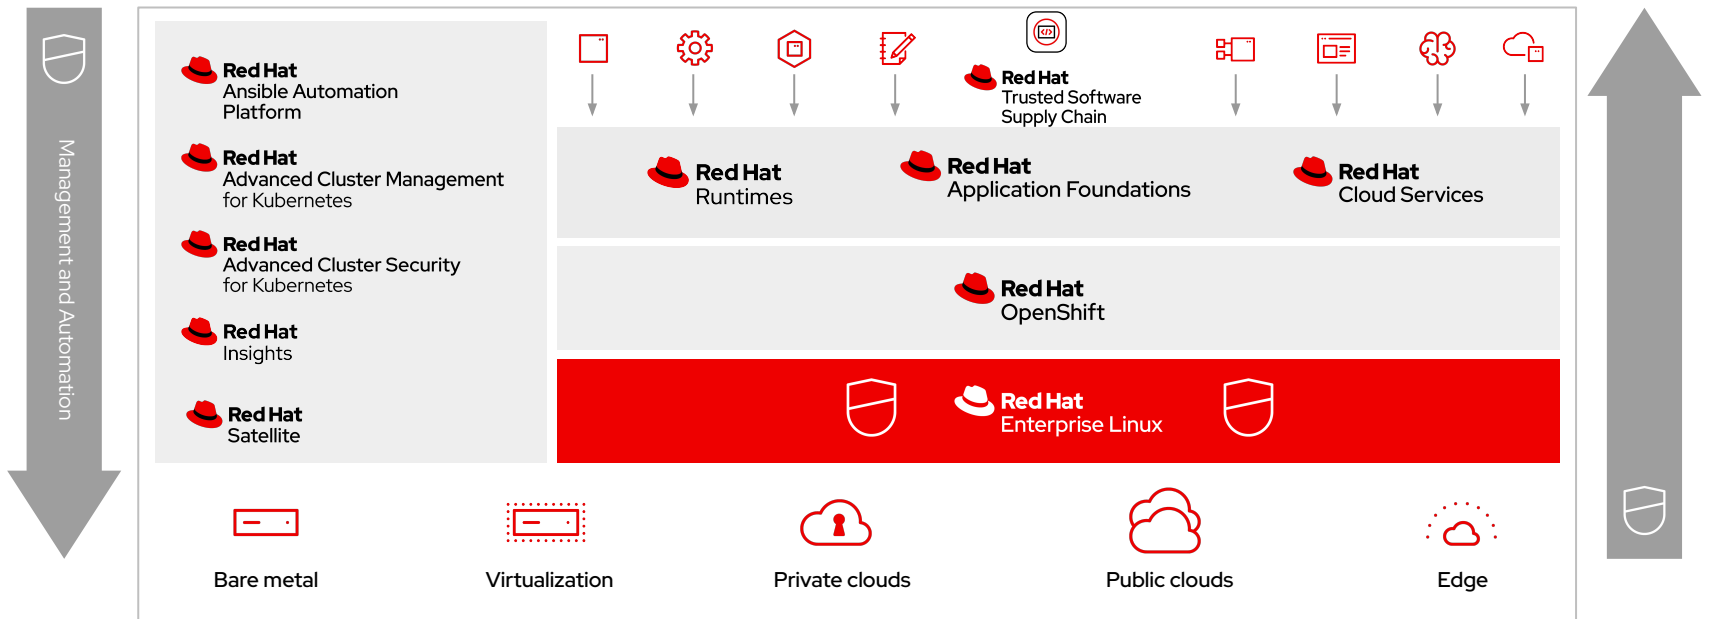 Management and Automation
Red Hat
Ansible Automation
Platform
Red Hat
Advanced Cluster Management
for Kubernetes
Red Hat
Advanced Cluster Security
for Kubernetes
Red Hat
Insights
Red Hat
Satellite
</>
Red Hat
Trusted Software
Supply Chain
Red Hat
Runtimes
Red Hat
Application Foundations
Red Hat
Cloud Services
Red Hat
OpenShift
Red Hat
Enterprise Linux
Bare metal
Virtualization
Private clouds
Public clouds
Edge